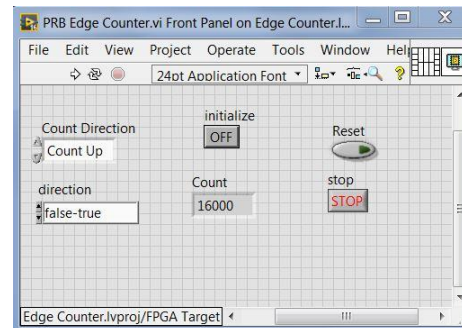 PRB Edge Counter.vi Front Panel on Edge Counter.l...
File Edit View Project Operate Tools Window Help
24pt Application Font
initialize
Count Direction
OFF
Reset
Count Up
direction
Count
stop
false-true
16000
STOP
Edge Counter.lvproj/FPGA Target